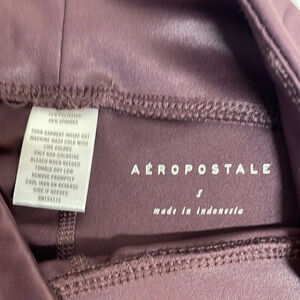 TURN GARMENT INSIDE OUT
MACHINE WASH COLD WITH
LIKE COLORS
ONLY NON-CHLORINE
BLEACH WHEN NEEDED
TUMBLE DRY LOW
REMOVE PROMPTLY
COOL IRON ON REVERSE
SIDE IF NEEDED
AÉROPOSTALE
S
made in indonesia